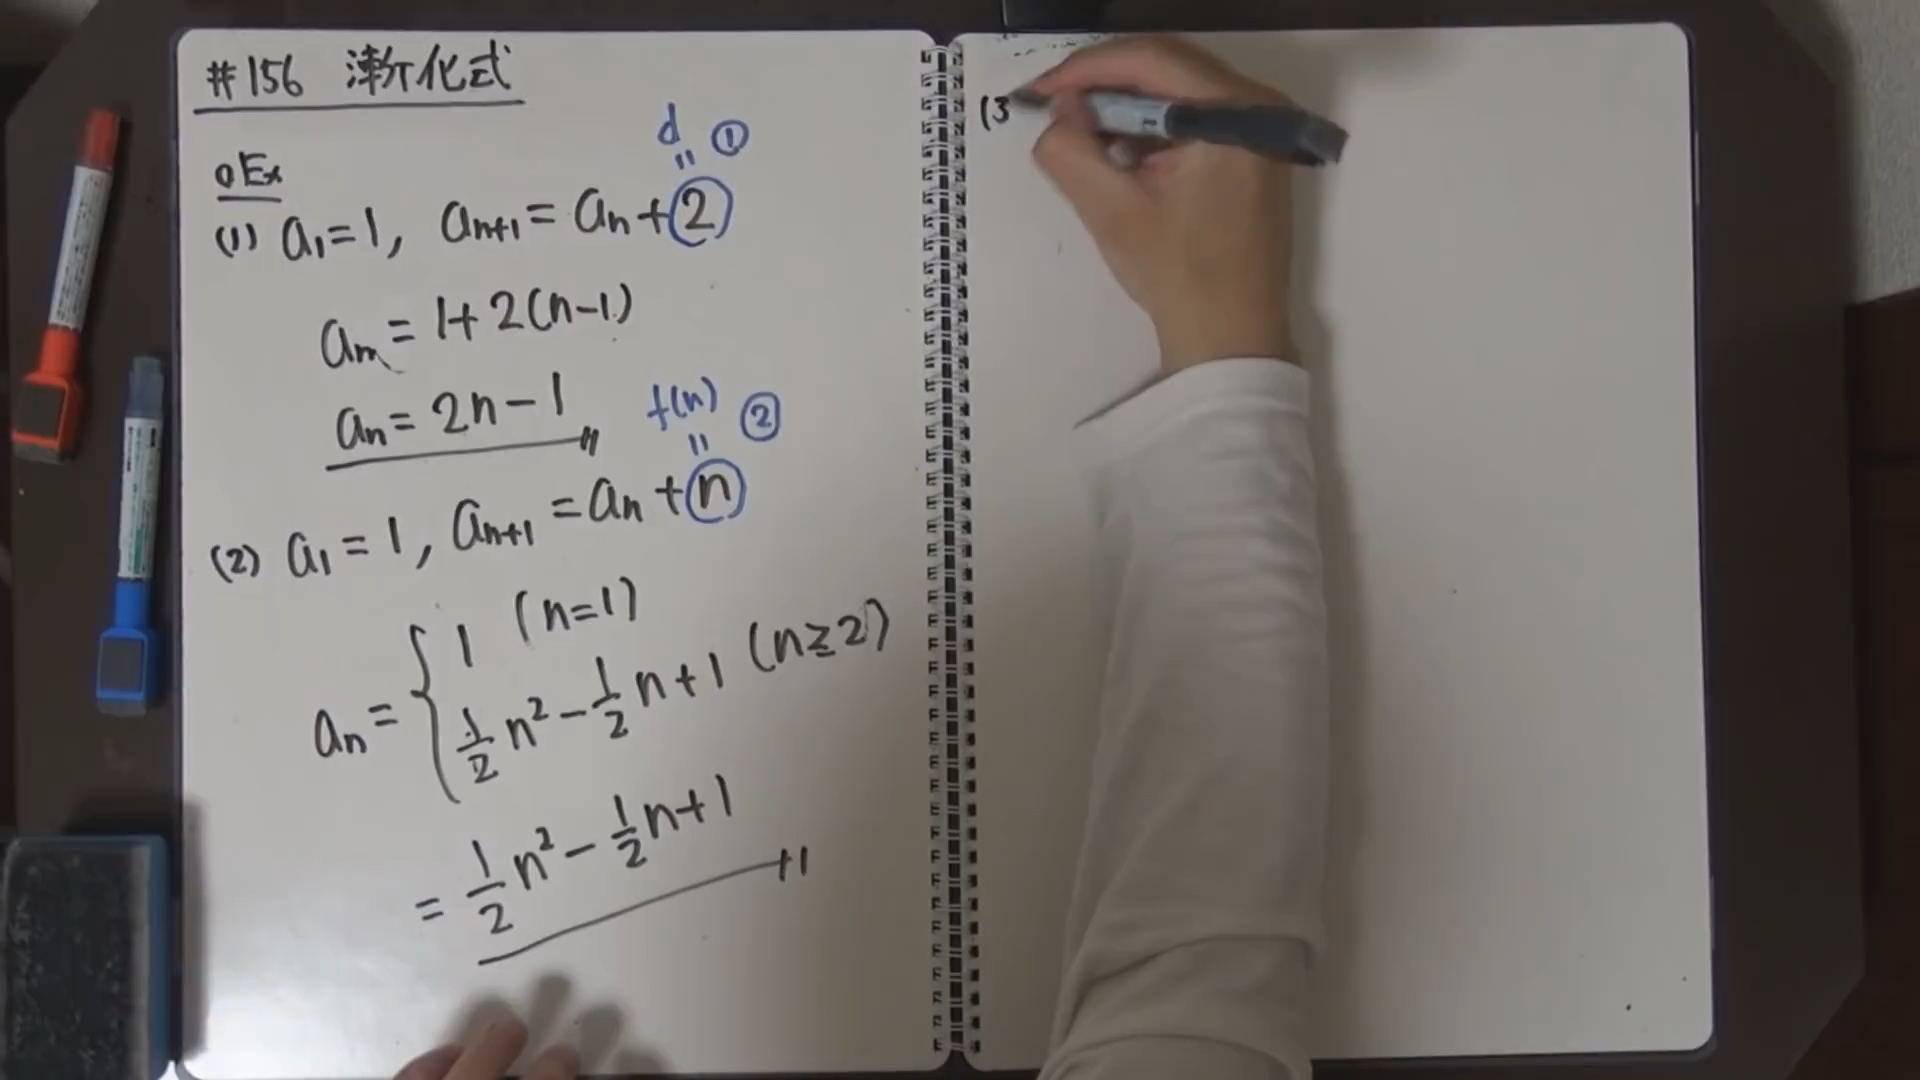 #156 漸化式
○Ex
d ①
〃
(1) a₁=1, aₙ₊₁=aₙ+②
aₙ=1+2(n-1)
aₙ=2n-1
f(n) ②
〃
(2) a₁=1, aₙ₊₁=aₙ+ⓝ
aₙ={1 (n=1)
1/2 n²-1/2 n+1 (n≧2)
=1/2 n²-1/2 n+1
(3